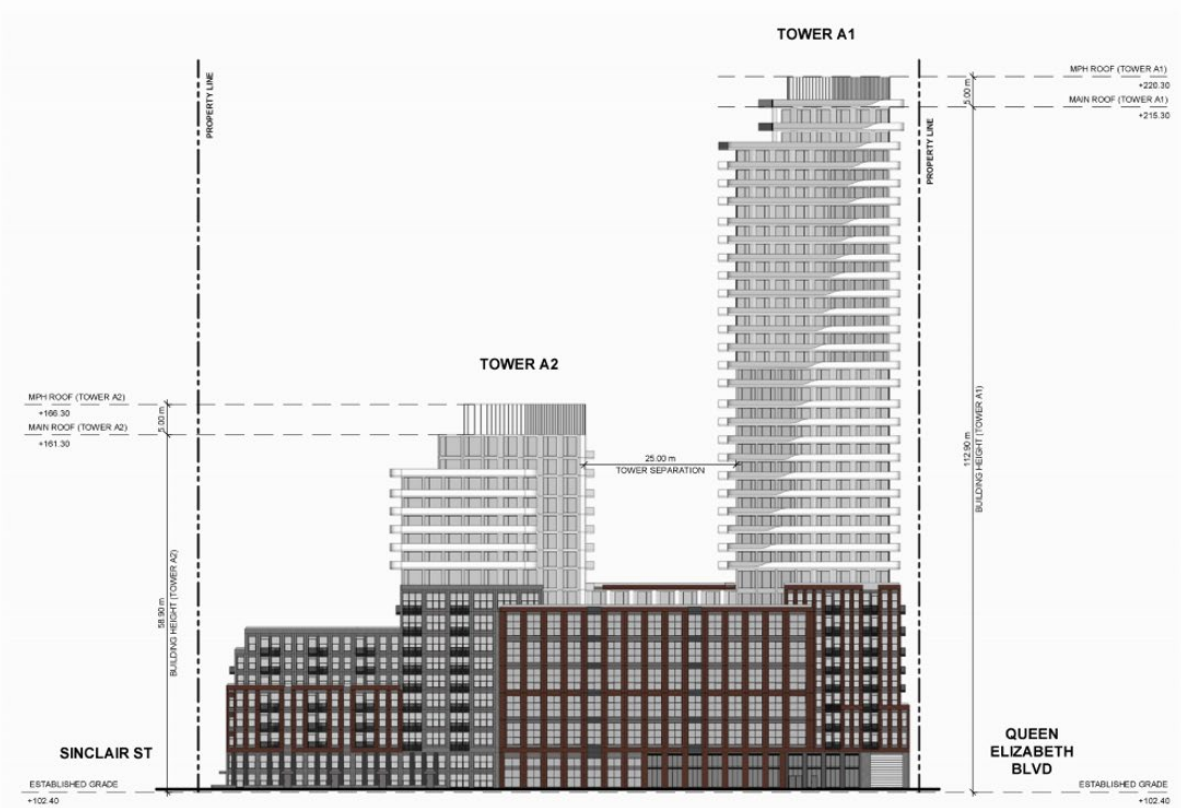 TOWER A1
MPH ROOF (TOWER A1)
+220.30
5.00 m
MAIN ROOF (TOWER A1)
+215.30
PROPERTY LINE
PROPERTY LINE
TOWER A2
MPH ROOF (TOWER A2)
+166.30
5.00 m
MAIN ROOF (TOWER A2)
+161.30
25.00 m
TOWER SEPARATION
112.90 m
BUILDING HEIGHT (TOWER A1)
58.90 m
BUILDING HEIGHT (TOWER A2)
SINCLAIR ST
QUEEN
ELIZABETH
BLVD
ESTABLISHED GRADE
+102.40
ESTABLISHED GRADE
+102.40